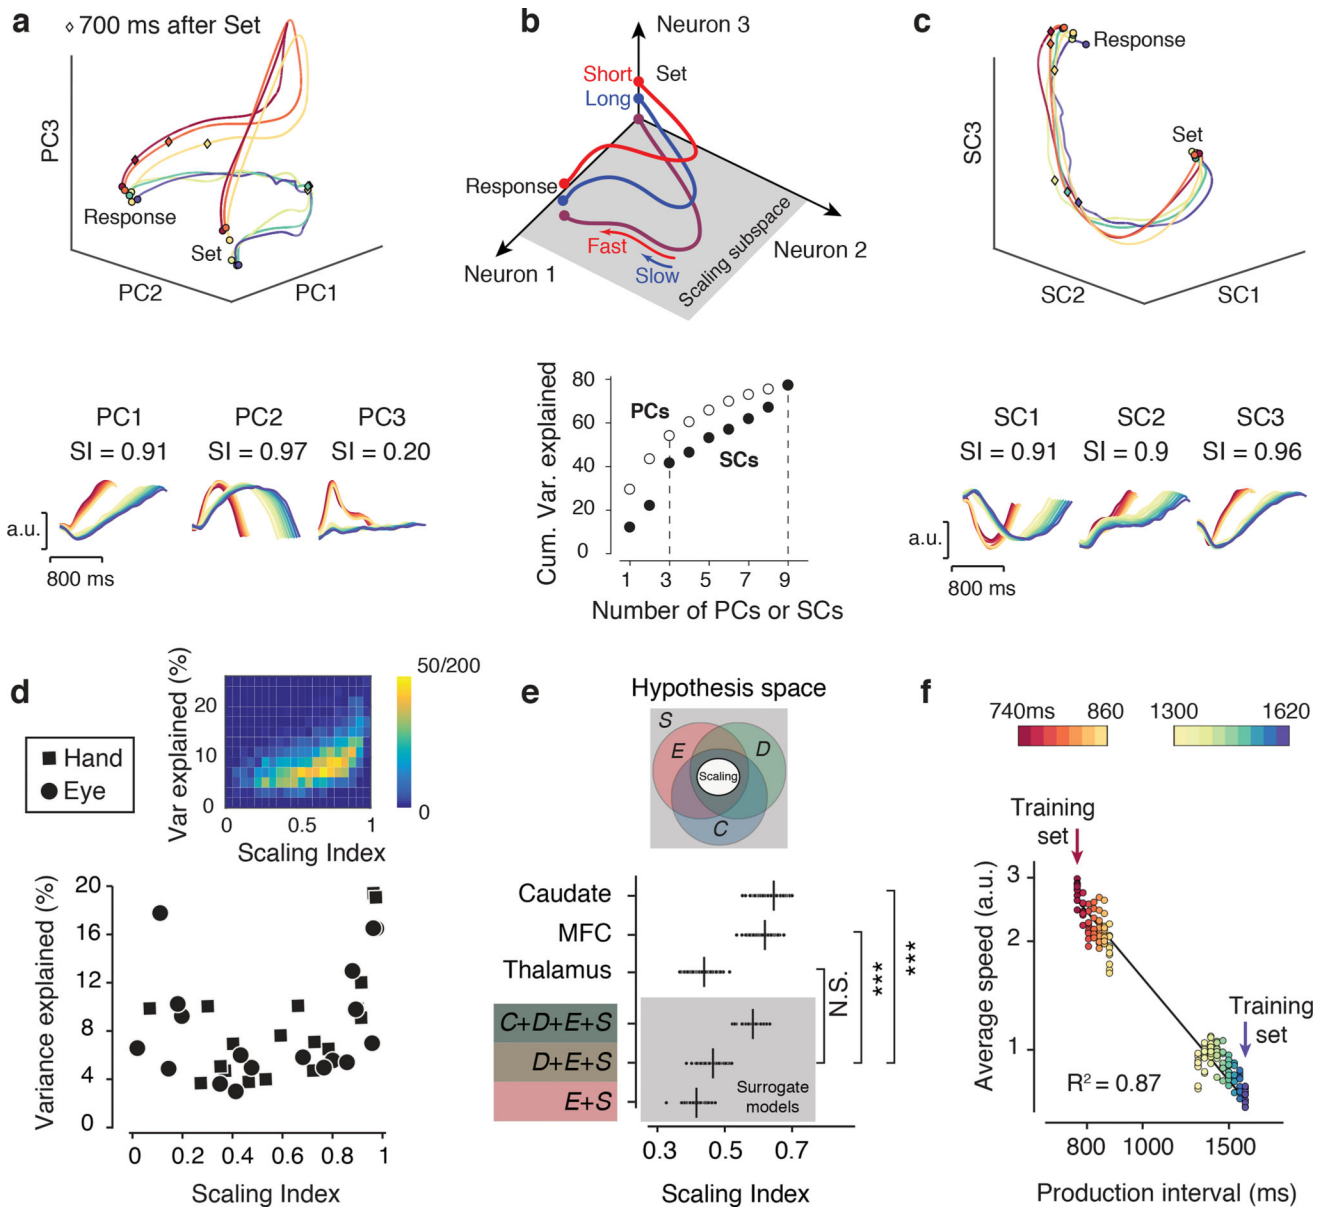 a
◊ 700 ms after Set
PC3
Response
Set
PC2
PC1
PC1
SI = 0.91
PC2
SI = 0.97
PC3
SI = 0.20
a.u.
800 ms
b
Neuron 3
Short
Set
Long
Response
Fast
Slow
Scaling subspace
Neuron 1
Neuron 2
Cum. Var. explained
80
60
40
20
0
PCs
SCs
1 3 5 7 9
Number of PCs or SCs
c
Response
Set
SC3
SC2
SC1
SC1
SI = 0.91
SC2
SI = 0.9
SC3
SI = 0.96
a.u.
800 ms
d
Hand
Eye
Var explained (%)
20
10
0
0 0.5 1
Scaling Index
50/200
0
Variance explained (%)
20
16
12
8
4
0
0 0.2 0.4 0.6 0.8 1
Scaling Index
e
Hypothesis space
S
E
D
Scaling
C
Caudate
MFC
Thalamus
C+D+E+S
D+E+S
E+S
Surrogate
models
N.S.
***
***
0.3 0.5 0.7
Scaling Index
f
740ms 860
1300 1620
Training
set
Training
set
Average speed (a.u.)
3
2
1
R² = 0.87
800 1000 1500
Production interval (ms)